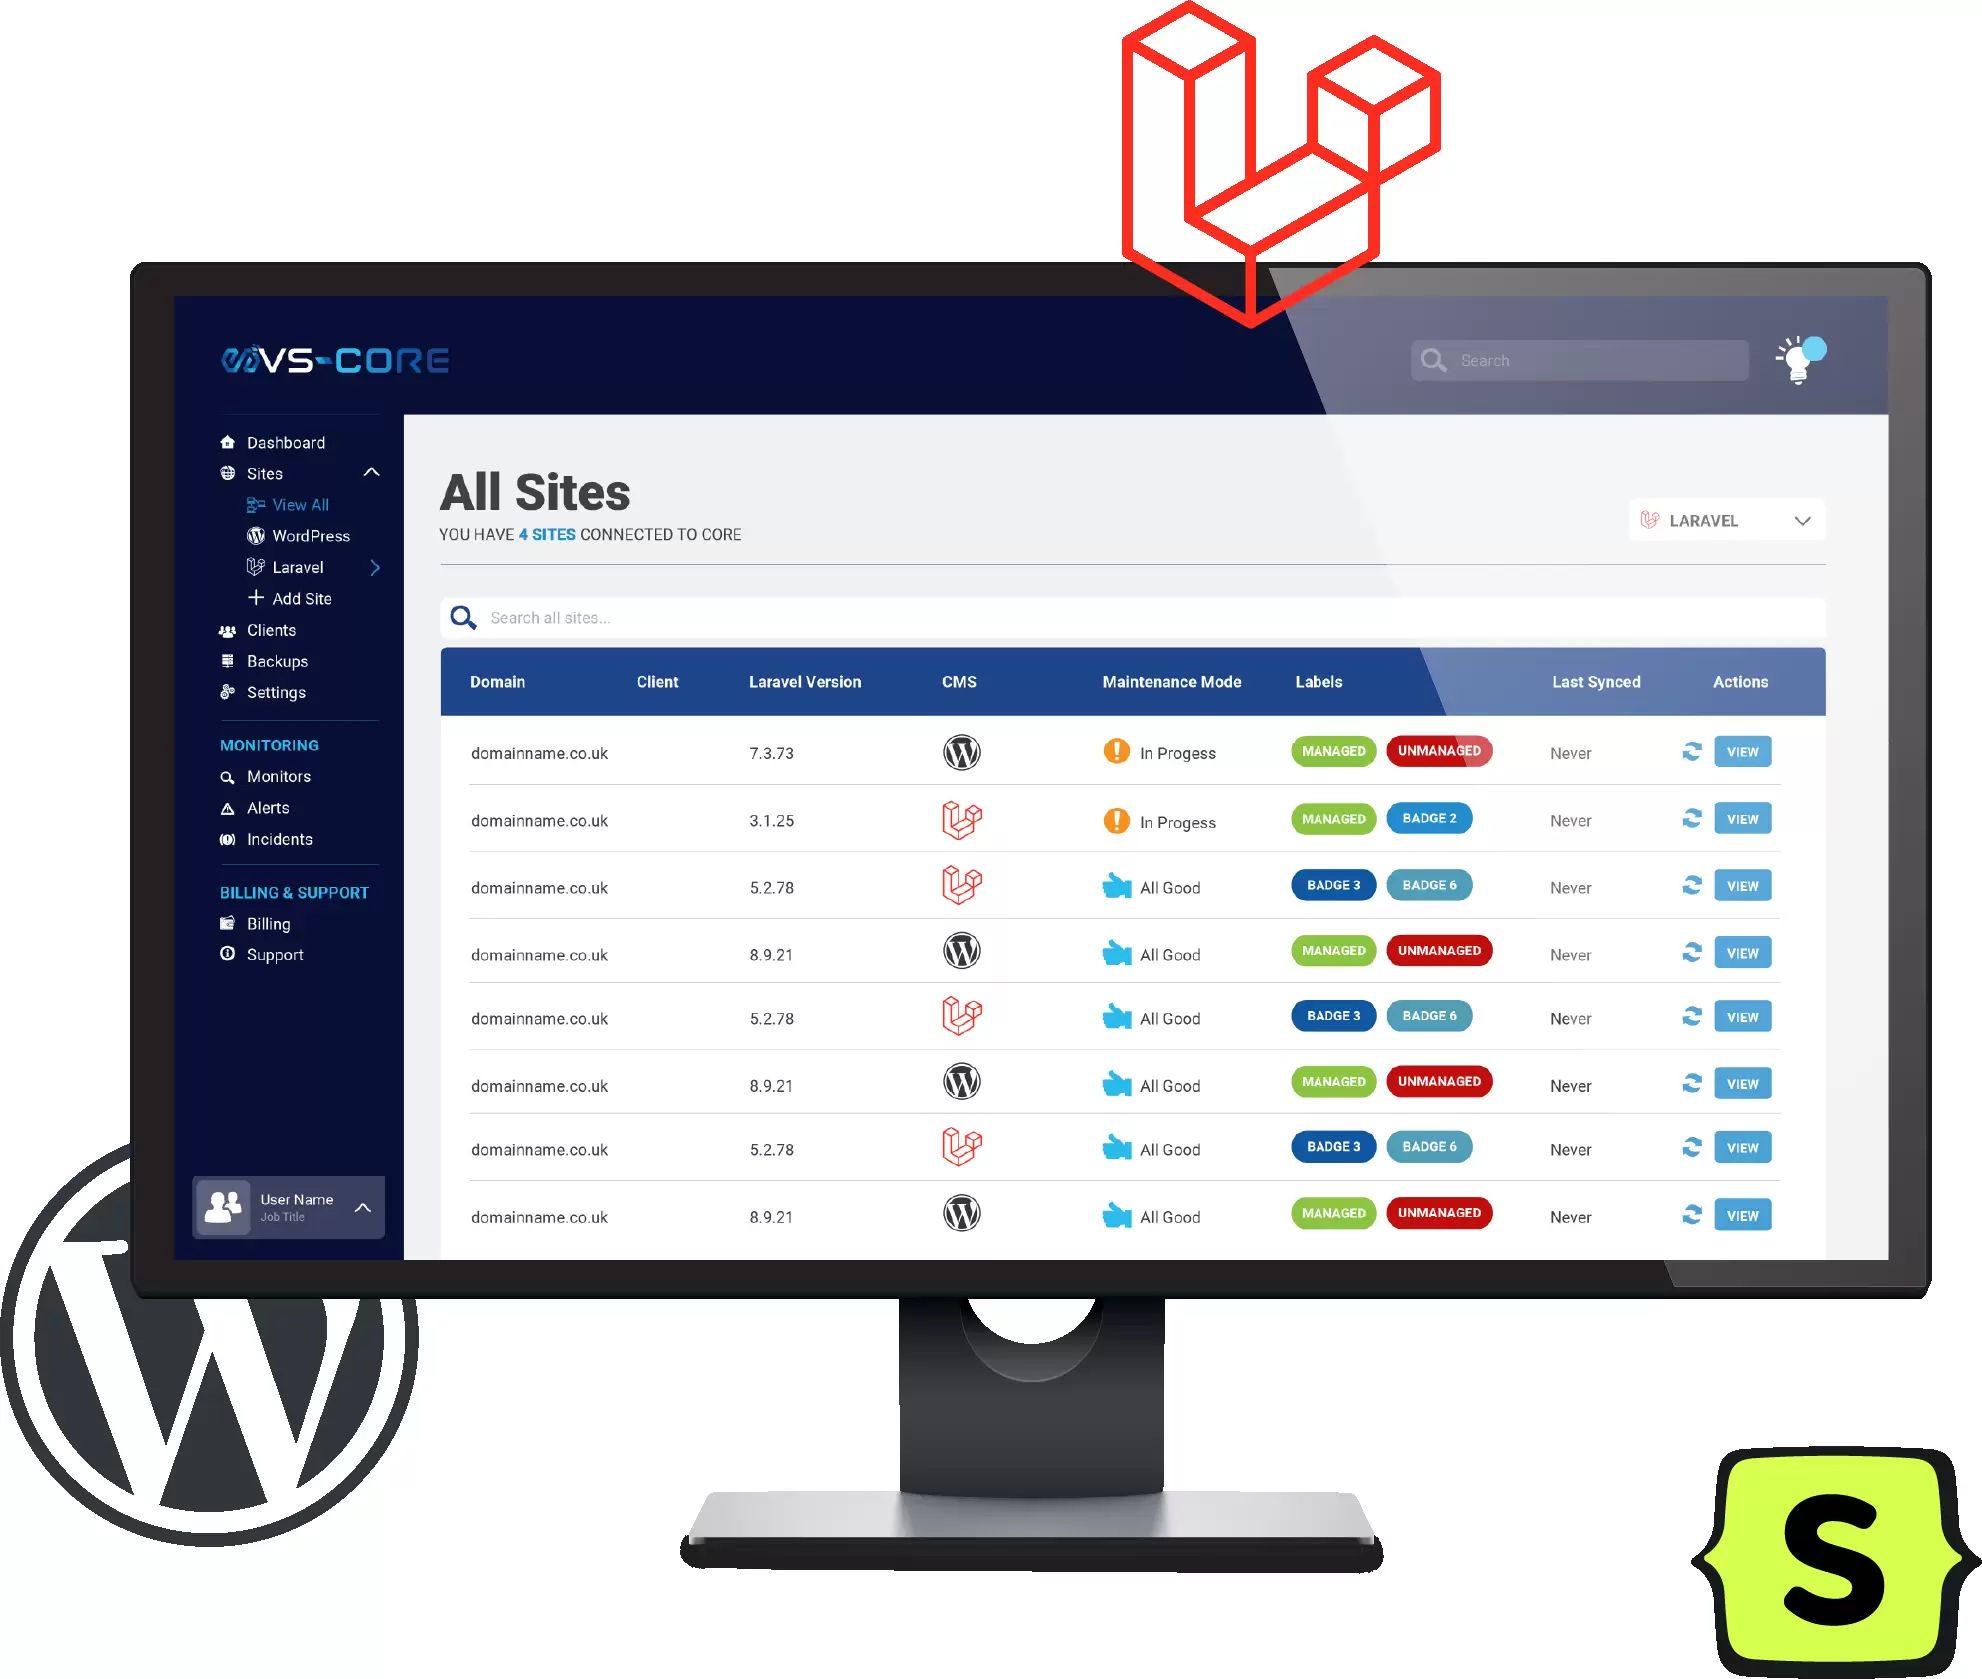 VS-CORE
Search
Dashboard
Sites
View All
WordPress
Laravel
Add Site
Clients
Backups
Settings
MONITORING
Monitors
Alerts
Incidents
BILLING & SUPPORT
Billing
Support
User Name
Job Title
All Sites
YOU HAVE 4 SITES CONNECTED TO CORE
LARAVEL
Search all sites...
Domain Client Laravel Version CMS Maintenance Mode Labels Last Synced Actions
domainname.co.uk 7.3.73 In Progess MANAGED UNMANAGED Never VIEW
domainname.co.uk 3.1.25 In Progess MANAGED BADGE 2 Never VIEW
domainname.co.uk 5.2.78 All Good BADGE 3 BADGE 6 Never VIEW
domainname.co.uk 8.9.21 All Good MANAGED UNMANAGED Never VIEW
domainname.co.uk 5.2.78 All Good BADGE 3 BADGE 6 Never VIEW
domainname.co.uk 8.9.21 All Good MANAGED UNMANAGED Never VIEW
domainname.co.uk 5.2.78 All Good BADGE 3 BADGE 6 Never VIEW
domainname.co.uk 8.9.21 All Good MANAGED UNMANAGED Never VIEW
S